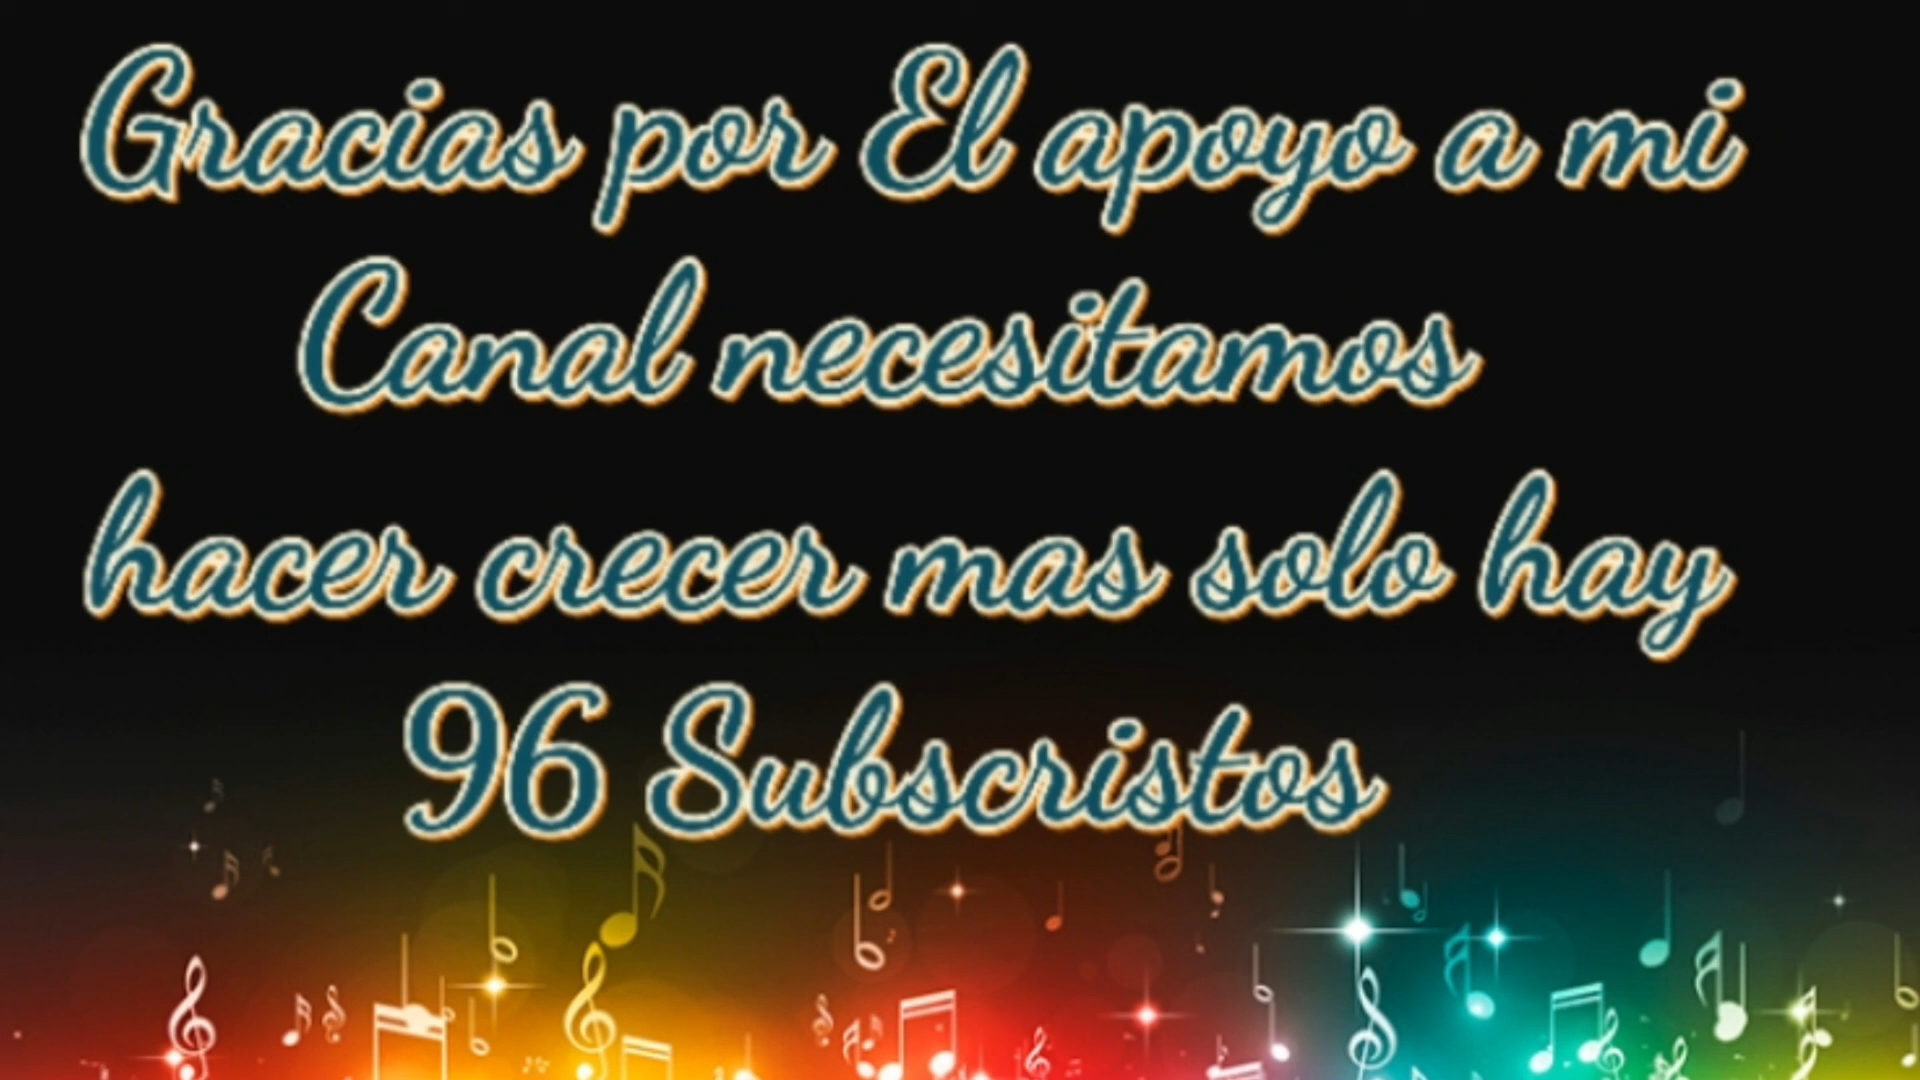 Gracias por El apoyo a mi
Canal necesitamos
hacer crecer mas solo hay
96 Subscristos